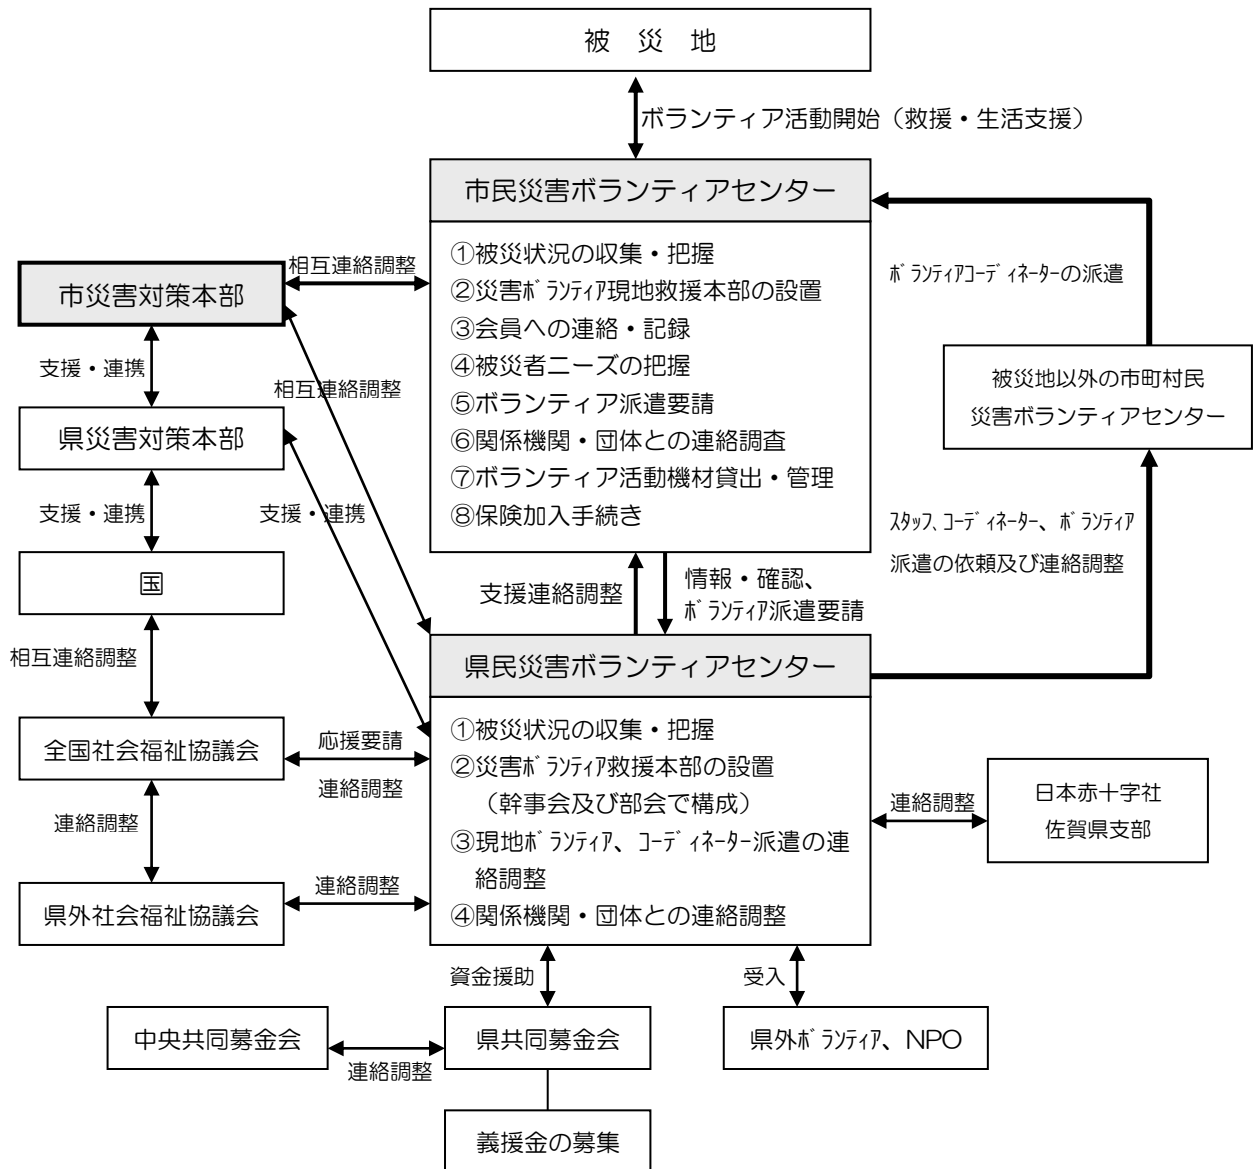 被　災　地
ボランティア活動開始（救援・生活支援）
市民災害ボランティアセンター
①被災状況の収集・把握
②災害ﾎﾞﾗﾝﾃｨｱ現地救援本部の設置
③会員への連絡・記録
④被災者ニーズの把握
⑤ボランティア派遣要請
⑥関係機関・団体との連絡調査
⑦ボランティア活動機材貸出・管理
⑧保険加入手続き
相互連絡調整
市災害対策本部
支援・連携
相互連絡調整
県災害対策本部
支援・連携
支援・連携
国
相互連絡調整
全国社会福祉協議会
応援要請
連絡調整
連絡調整
県外社会福祉協議会
連絡調整
ﾎﾞﾗﾝﾃｨｱｺｰﾃﾞｨﾈｰﾀｰの派遣
被災地以外の市町村民
災害ボランティアセンター
ｽﾀｯﾌ、ｺｰﾃﾞｨﾈｰﾀｰ、ﾎﾞﾗﾝﾃｨｱ
派遣の依頼及び連絡調整
支援連絡調整
情報・確認、
ﾎﾞﾗﾝﾃｨｱ派遣要請
県民災害ボランティアセンター
①被災状況の収集・把握
②災害ﾎﾞﾗﾝﾃｨｱ救援本部の設置
（幹事会及び部会で構成）
③現地ﾎﾞﾗﾝﾃｨｱ、ｺｰﾃﾞｨﾈｰﾀｰ派遣の連
絡調整
④関係機関・団体との連絡調整
連絡調整
日本赤十字社
佐賀県支部
資金援助
受入
中央共同募金会
連絡調整
県共同募金会
県外ﾎﾞﾗﾝﾃｨｱ、NPO
義援金の募集